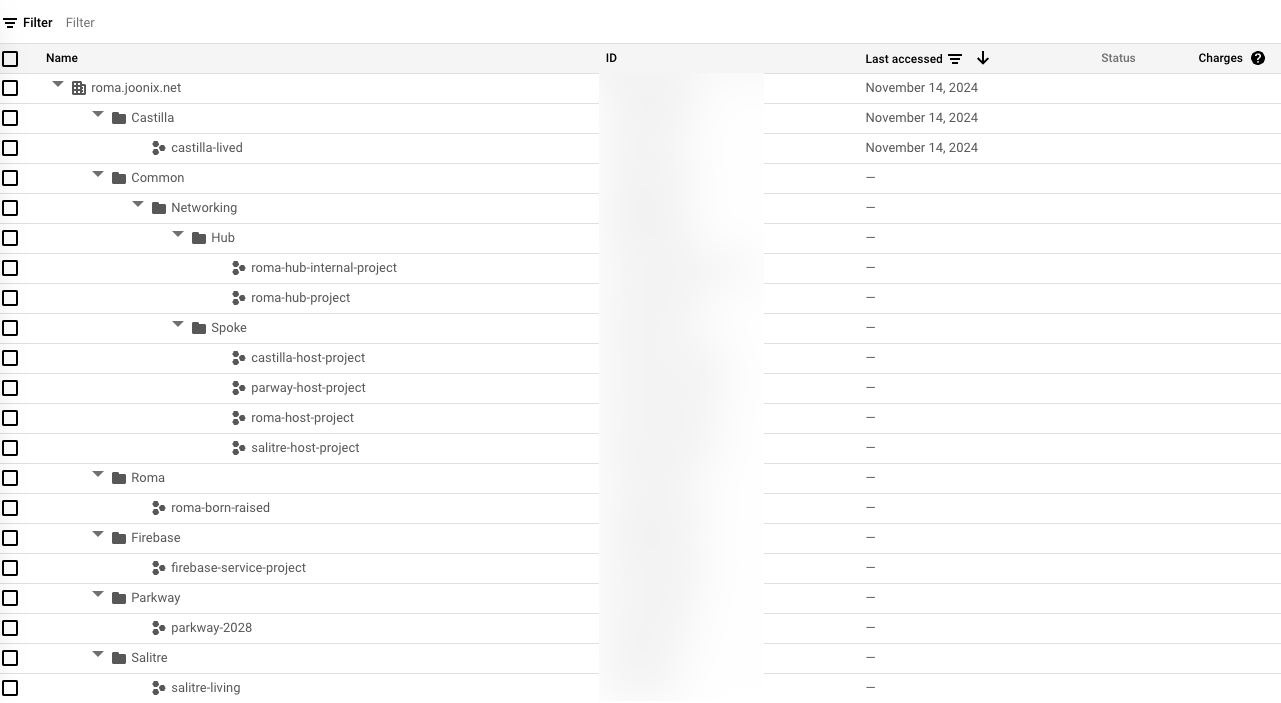 Filter Filter
Name ID Last accessed Status Charges ?
roma.joonix.net November 14, 2024
Castilla November 14, 2024
castilla-lived November 14, 2024
Common —
Networking —
Hub —
roma-hub-internal-project —
roma-hub-project —
Spoke —
castilla-host-project —
parway-host-project —
roma-host-project —
salitre-host-project —
Roma —
roma-born-raised —
Firebase —
firebase-service-project —
Parkway —
parkway-2028 —
Salitre —
salitre-living —